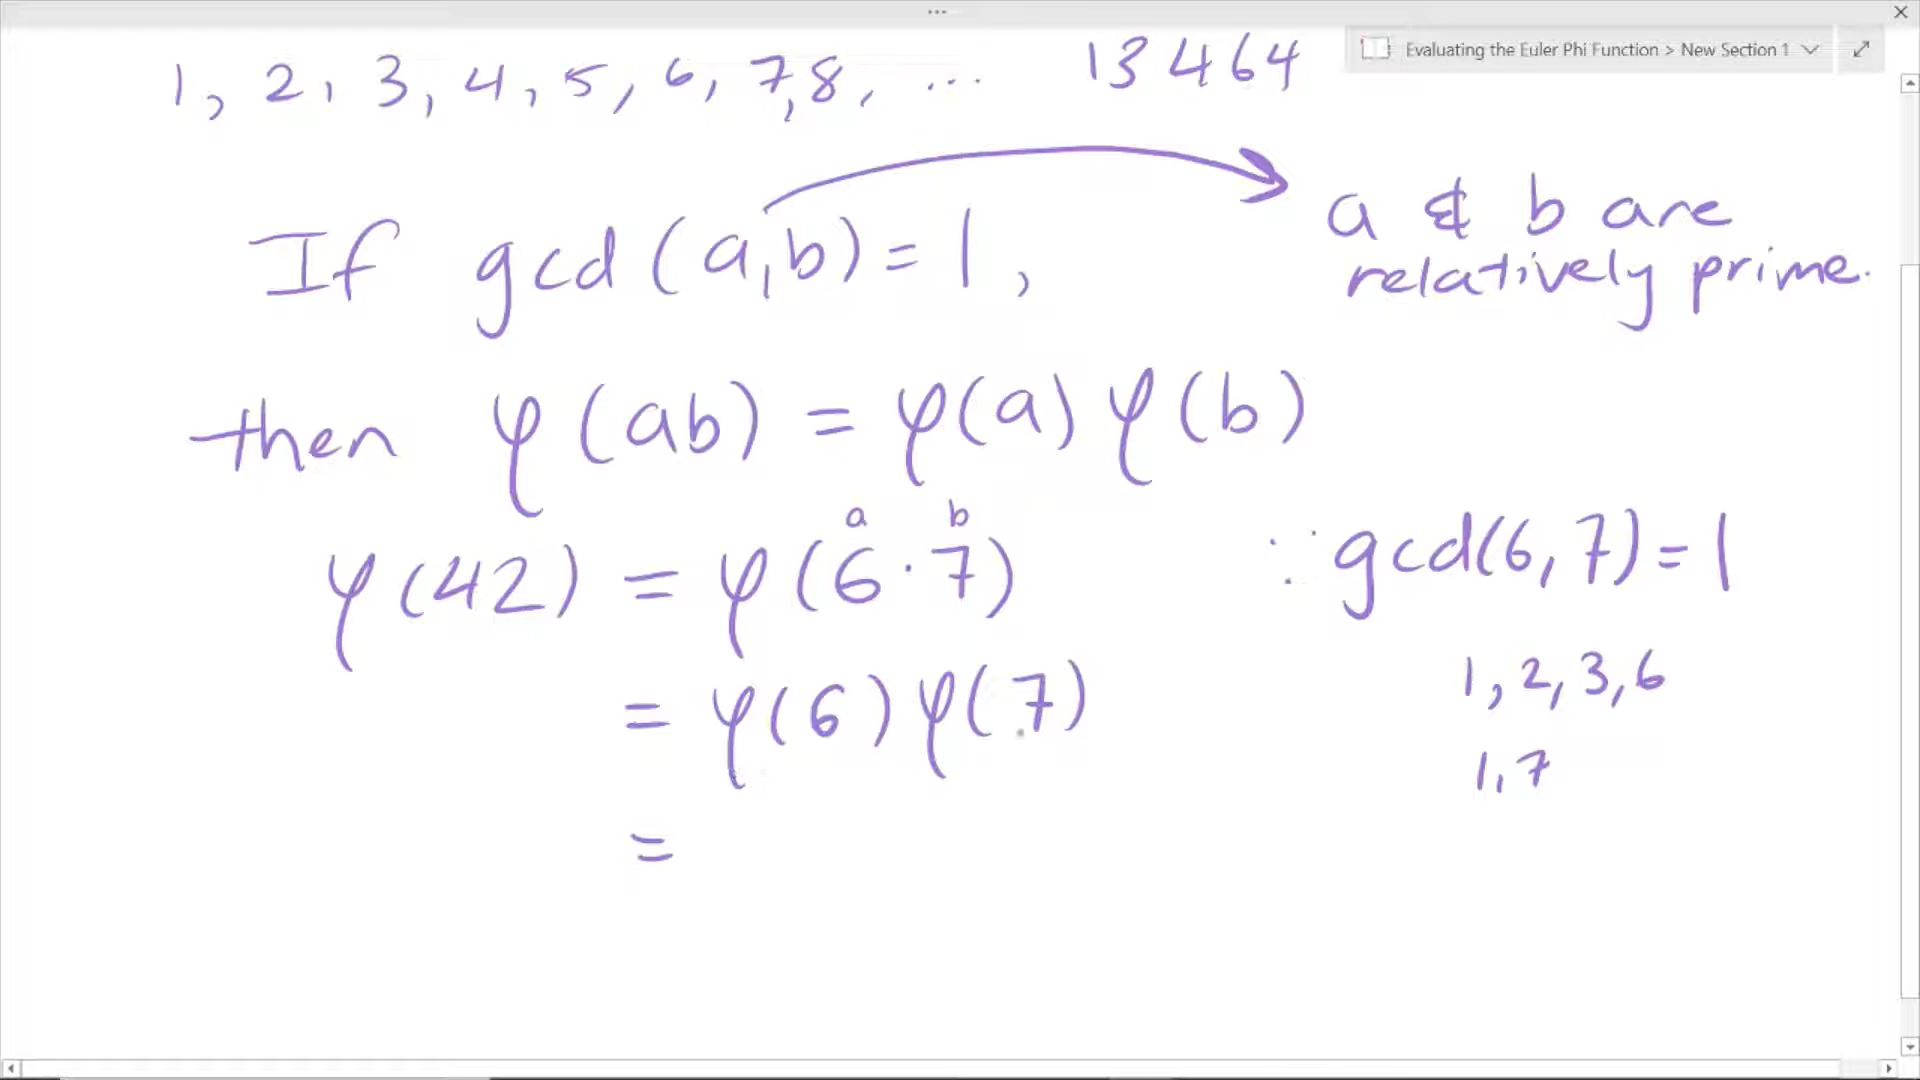 Evaluating the Euler Phi Function > New Section 1
1, 2, 3, 4, 5, 6, 7, 8, ... 13464
If gcd(a,b)=1,
a & b are
relatively prime.
then φ(ab) = φ(a) φ(b)
a b
φ(42) = φ(6·7)
∵ gcd(6,7)=1
= φ(6) φ(7)
1, 2, 3, 6
1, 7
=